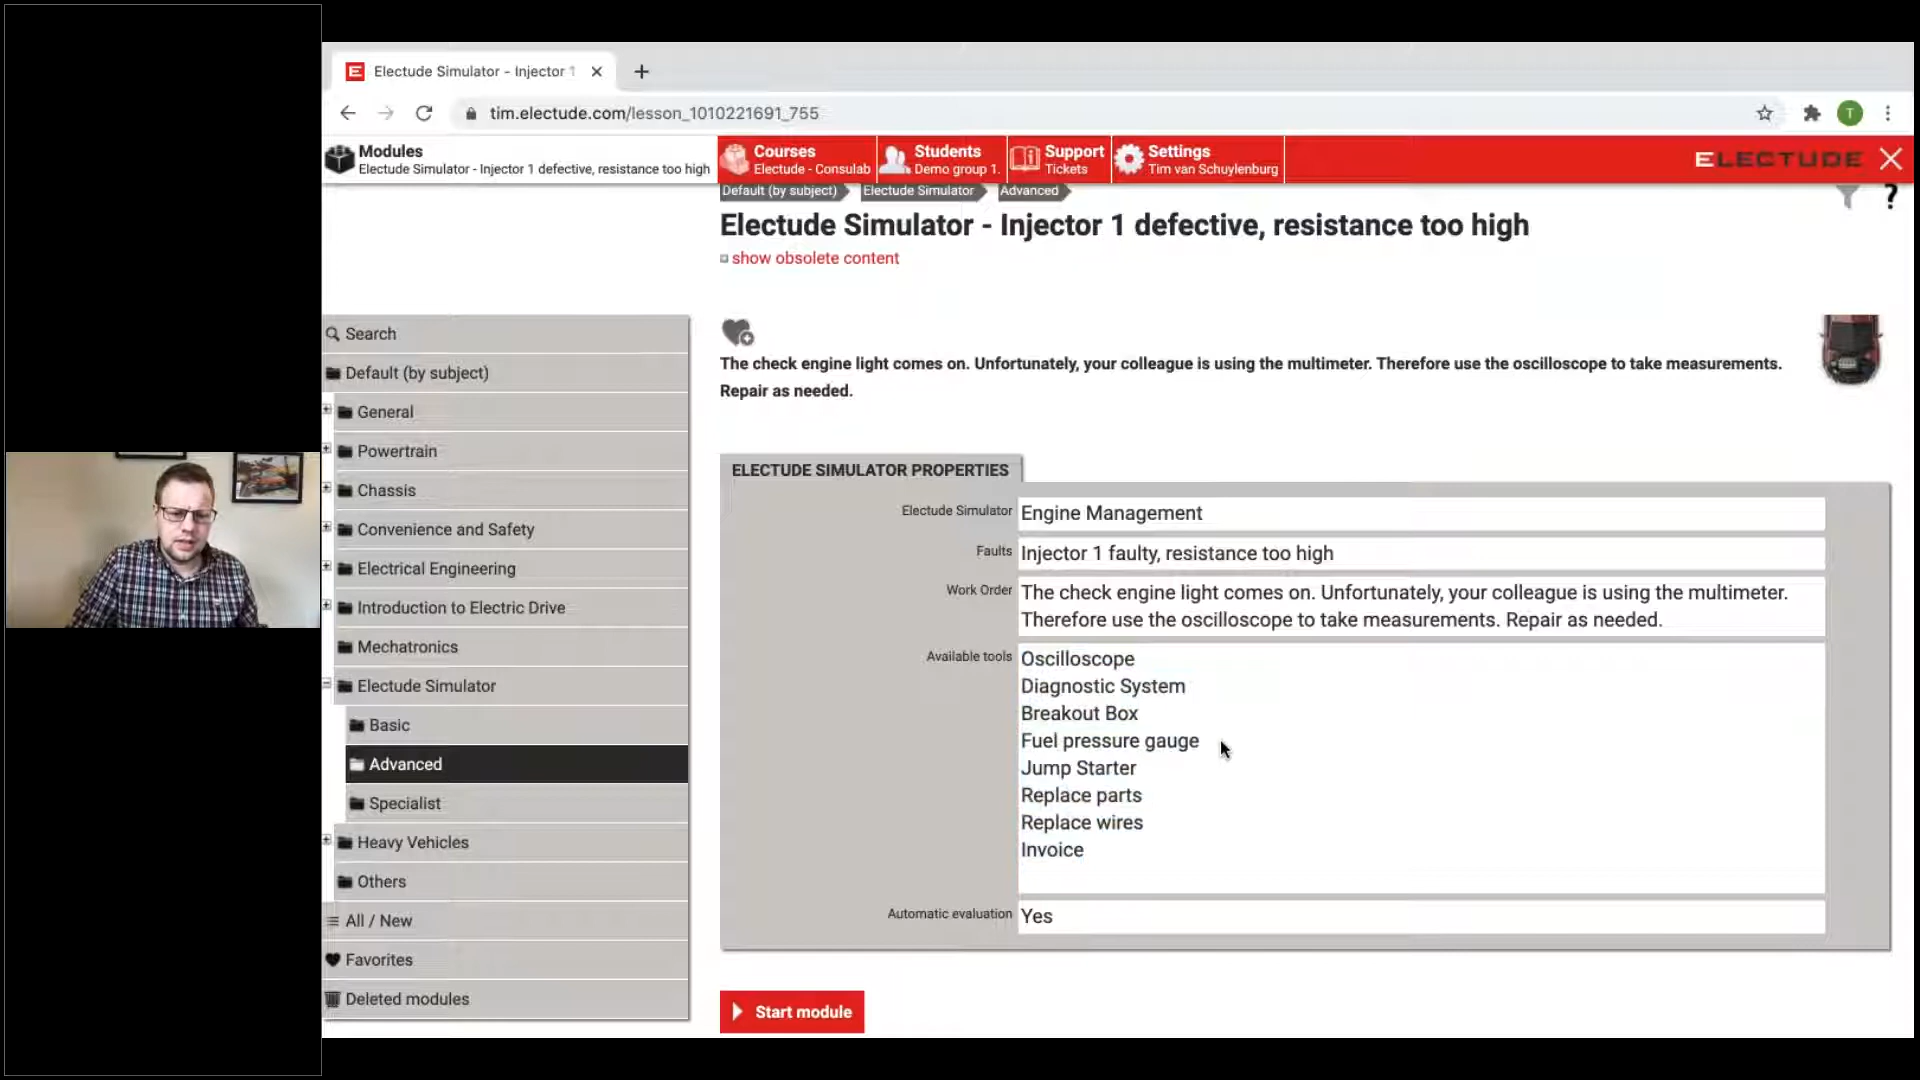 Electude Simulator - Injector 1
tim.electude.com/lesson_1010221691_755
T
Modules
Electude Simulator - Injector 1 defective, resistance too high
Courses
Electude - Consulab
Students
Demo group 1.
Support
Tickets
Settings
Tim van Schuylenburg
ELECTUDE
Default (by subject)
Electude Simulator
Advanced
?
Electude Simulator - Injector 1 defective, resistance too high
show obsolete content
The check engine light comes on. Unfortunately, your colleague is using the multimeter. Therefore use the oscilloscope to take measurements.
Repair as needed.
Search
Default (by subject)
General
Powertrain
Chassis
Convenience and Safety
Electrical Engineering
Introduction to Electric Drive
Mechatronics
Electude Simulator
Basic
Advanced
Specialist
Heavy Vehicles
Others
All / New
Favorites
Deleted modules
ELECTUDE SIMULATOR PROPERTIES
Electude Simulator
Engine Management
Faults
Injector 1 faulty, resistance too high
Work Order
The check engine light comes on. Unfortunately, your colleague is using the multimeter.
Therefore use the oscilloscope to take measurements. Repair as needed.
Available tools
Oscilloscope
Diagnostic System
Breakout Box
Fuel pressure gauge
Jump Starter
Replace parts
Replace wires
Invoice
Automatic evaluation
Yes
Start module